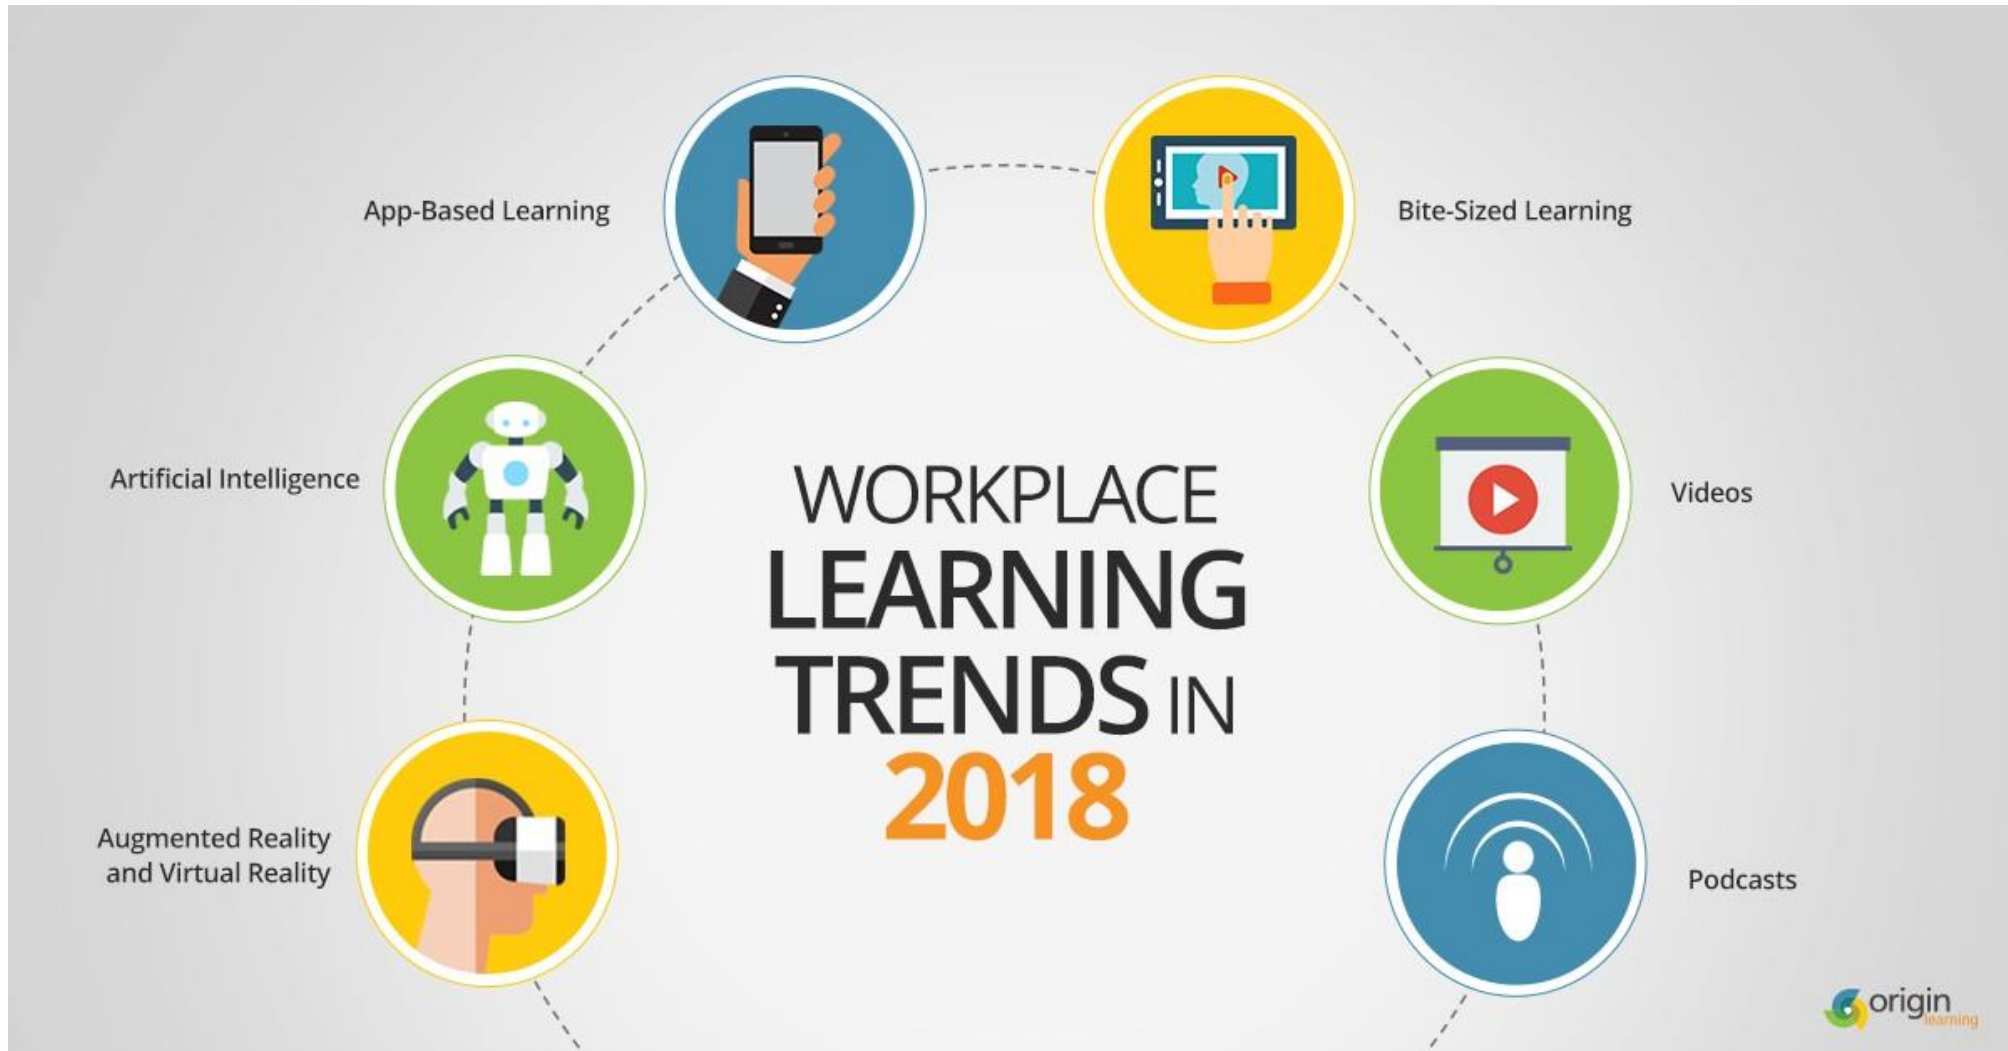 App-Based Learning
Bite-Sized Learning
Artificial Intelligence
Videos
WORKPLACE
LEARNING
TRENDS IN
2018
Augmented Reality
and Virtual Reality
Podcasts
origin
learning